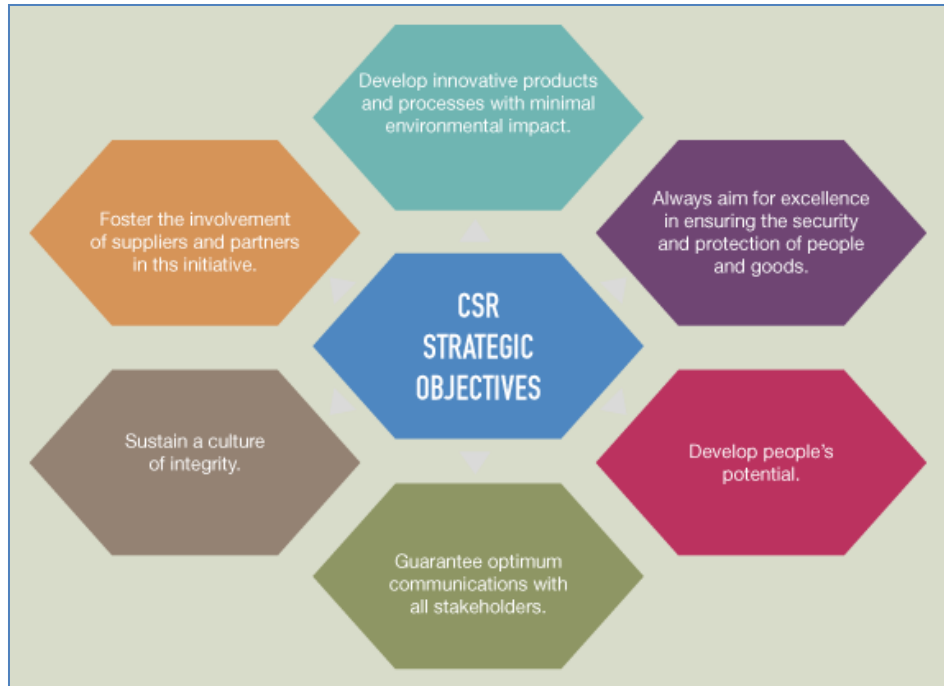 Develop innovative products
and processes with minimal
environmental impact.
Foster the involvement
of suppliers and partners
in ths initiative.
Always aim for excellence
in ensuring the security
and protection of people
and goods.
CSR
STRATEGIC
OBJECTIVES
Sustain a culture
of integrity.
Develop people's
potential.
Guarantee optimum
communications with
all stakeholders.